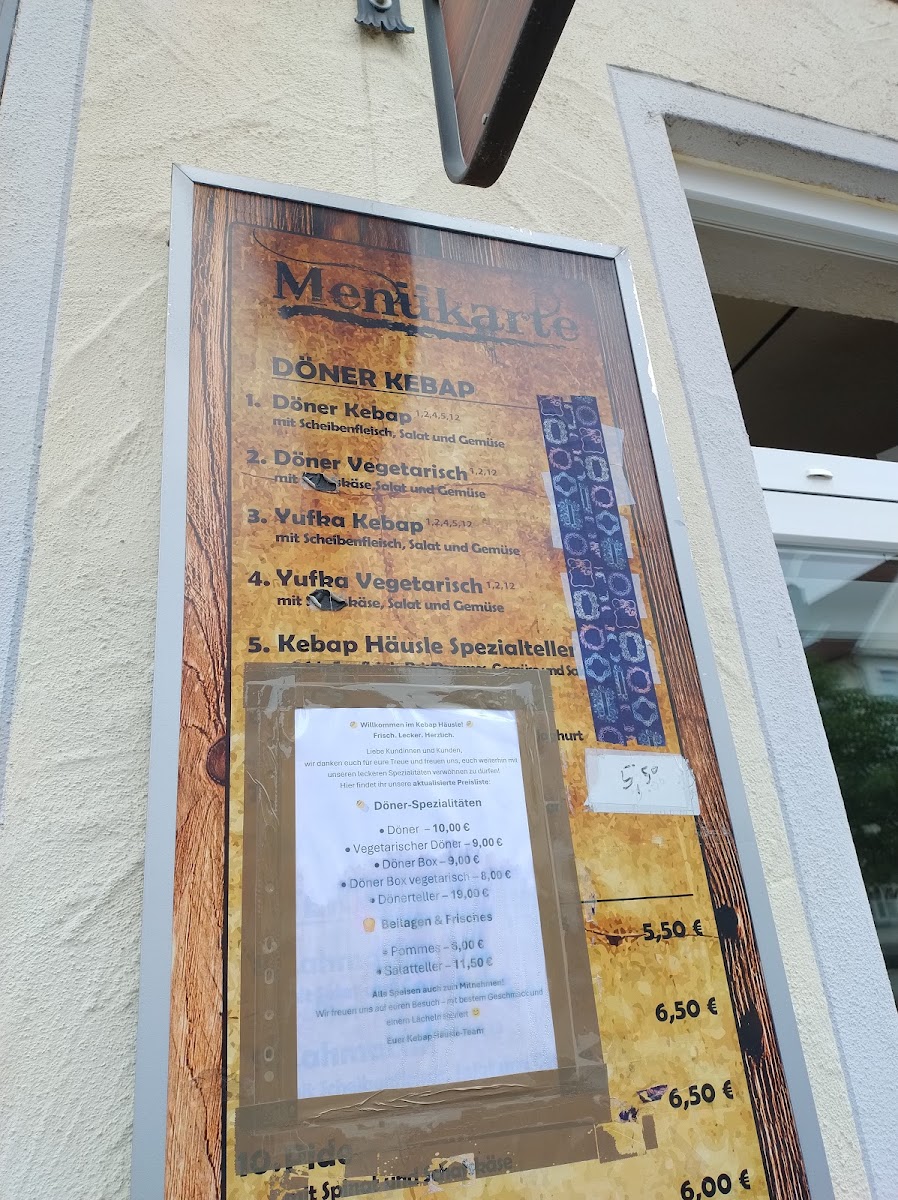 Menükarte
DÖNER KEBAP
1. Döner Kebap 1,2,4,5,12
mit Scheibenfleisch, Salat und Gemüse
2. Döner Vegetarisch 1,2,12
mit käse, Salat und Gemüse
3. Yufka Kebap 1,2,4,5,12
mit Scheibenfleisch, Salat und Gemüse
4. Yufka Vegetarisch 1,2,12
mit käse, Salat und Gemüse
5. Kebap Häusle Spezialteller
Willkommen im Kebap Häusle!
Frisch. Lecker. Herzlich.
Liebe Kundinnen und Kunden,
wir danken euch für eure Treue und freuen uns, euch weiterhin mit
unseren leckeren Spezialitäten verwöhnen zu dürfen!
Hier findet ihr unsere aktualisierte Preisliste:
Döner-Spezialitäten
• Döner – 10,00 €
• Vegetarischer Döner – 9,00 €
• Döner Box – 9,00 €
• Döner Box vegetarisch – 8,00 €
• Dönerteller – 19,00 €
Beilagen & Frisches
• Pommes – 5,00 €
• Salatteller – 11,50 €
Alle Speisen auch zum Mitnehmen!
Wir freuen uns auf euren Besuch – mit bestem Geschmack und
einem Lächeln serviert
Euer Kebap Häusle-Team
5,50
5,50 €
6,50 €
6,50 €
6,00 €